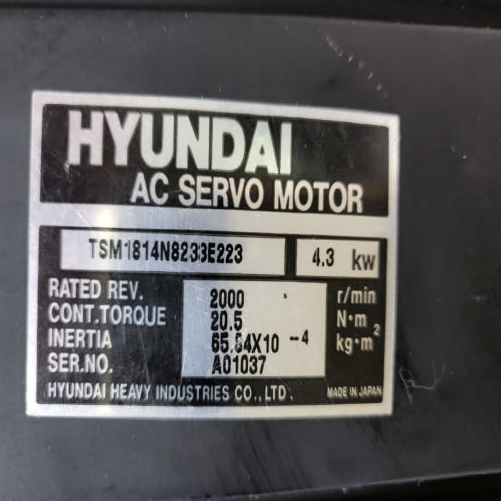 HYUNDAI
AC SERVO MOTOR
TSM1814N8233E223 4.3 kw
RATED REV. 2000 r/min
CONT.TORQUE 20.5 N·m
INERTIA 65.64X10⁻⁴ kg·m²
SER.NO. A01037
HYUNDAI HEAVY INDUSTRIES CO.,LTD. MADE IN JAPAN